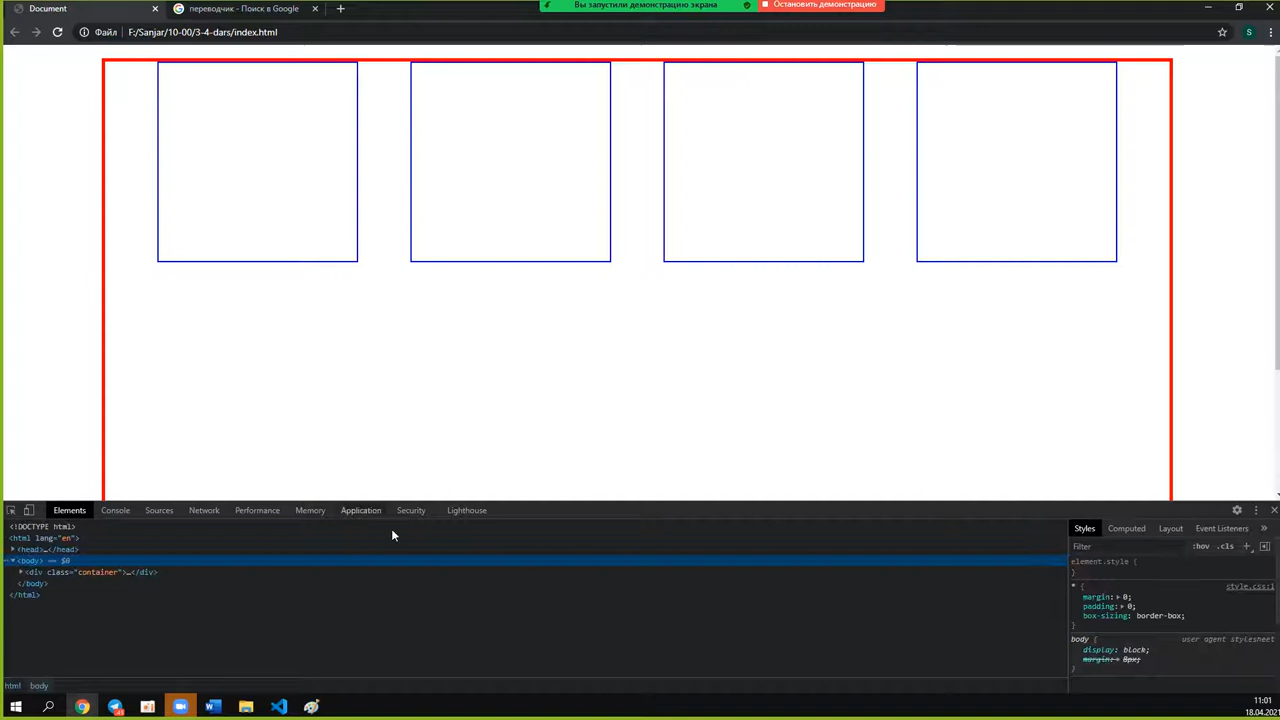 Document
переводчик - Поиск в Google
Вы запустили демонстрацию экрана
Остановить демонстрацию
Файл
F:/Sanjar/10-00/3-4-dars/index.html
S
Elements
Console
Sources
Network
Performance
Memory
Application
Security
Lighthouse
<!DOCTYPE html>
<html lang="en">
<head>…</head>
<body> == $0
<div class="container">…</div>
</body>
</html>
html
body
Styles
Computed
Layout
Event Listeners
»
Filter
:hov
.cls
+
element.style {
}
* {
style.css:1
margin: 0;
padding: 0;
box-sizing: border-box;
}
body {
user agent stylesheet
display: block;
margin: 8px;
}
11:01
18.04.2021